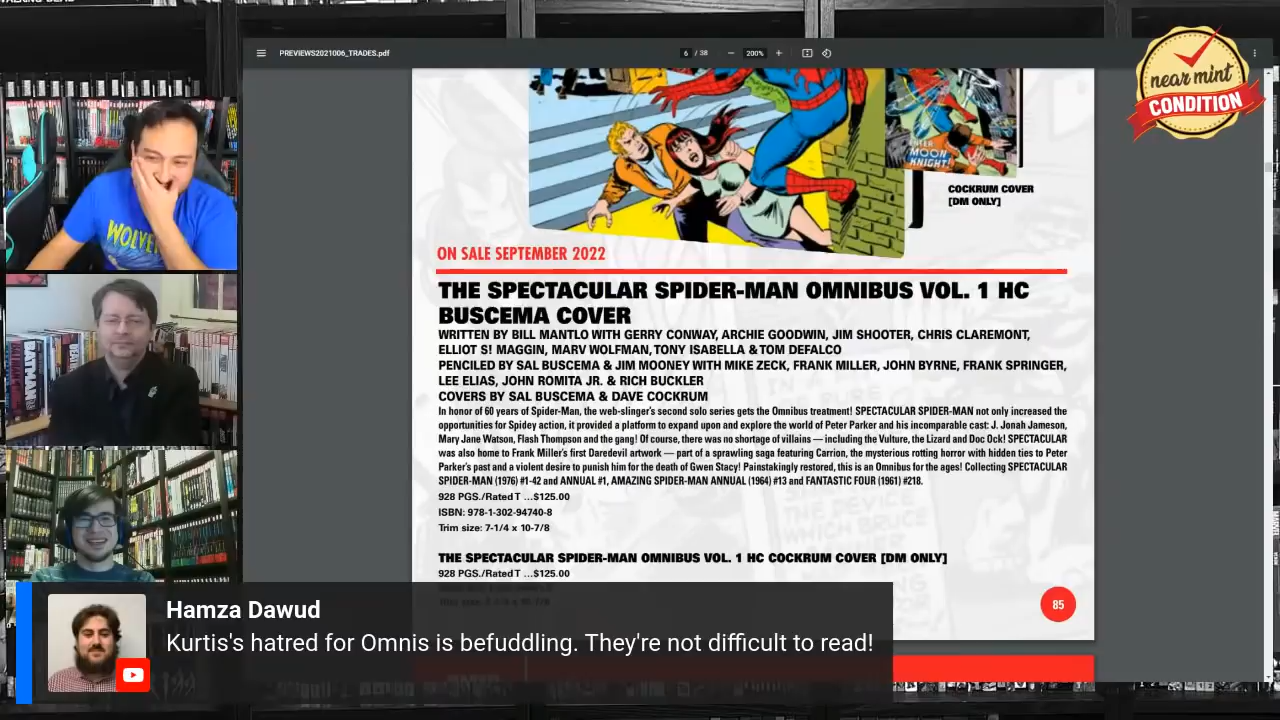 PREVIEWS2021006_TRADES.pdf
6 / 38
200%
near mint
CONDITION
WOLVE
ENTER
MOON
KNIGHT!
COCKRUM COVER
[DM ONLY]
ON SALE SEPTEMBER 2022
THE SPECTACULAR SPIDER-MAN OMNIBUS VOL. 1 HC
BUSCEMA COVER
WRITTEN BY BILL MANTLO WITH GERRY CONWAY, ARCHIE GOODWIN, JIM SHOOTER, CHRIS CLAREMONT,
ELLIOT S! MAGGIN, MARV WOLFMAN, TONY ISABELLA & TOM DEFALCO
PENCILED BY SAL BUSCEMA & JIM MOONEY WITH MIKE ZECK, FRANK MILLER, JOHN BYRNE, FRANK SPRINGER,
LEE ELIAS, JOHN ROMITA JR. & RICH BUCKLER
COVERS BY SAL BUSCEMA & DAVE COCKRUM
In honor of 60 years of Spider-Man, the web-slinger's second solo series gets the Omnibus treatment! SPECTACULAR SPIDER-MAN not only increased the
opportunities for Spidey action, it provided a platform to expand upon and explore the world of Peter Parker and his incomparable cast: J. Jonah Jameson,
Mary Jane Watson, Flash Thompson and the gang! Of course, there was no shortage of villains — including the Vulture, the Lizard and Doc Ock! SPECTACULAR
was also home to Frank Miller's first Daredevil artwork — part of a sprawling saga featuring Carrion, the mysterious rotting horror with hidden ties to Peter
Parker's past and a violent desire to punish him for the death of Gwen Stacy! Painstakingly restored, this is an Omnibus for the ages! Collecting SPECTACULAR
SPIDER-MAN (1976) #1-42 and ANNUAL #1, AMAZING SPIDER-MAN ANNUAL (1964) #13 and FANTASTIC FOUR (1961) #218.
928 PGS./Rated T ...$125.00
ISBN: 978-1-302-94740-8
Trim size: 7-1/4 x 10-7/8
THE SPECTACULAR SPIDER-MAN OMNIBUS VOL. 1 HC COCKRUM COVER [DM ONLY]
928 PGS./Rated T ...$125.00
85
Hamza Dawud
Kurtis's hatred for Omnis is befuddling. They're not difficult to read!